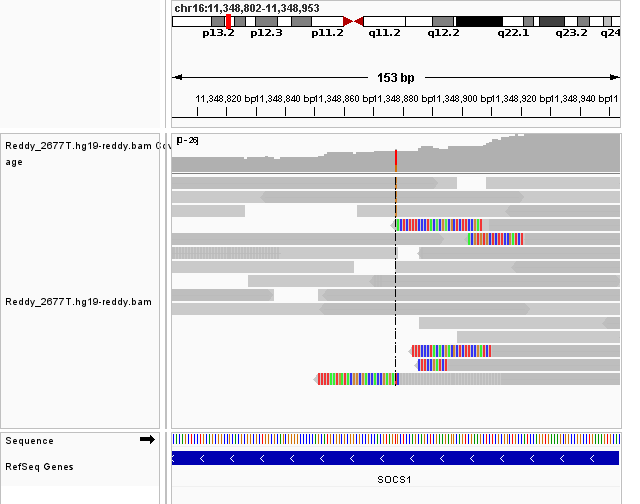 chr16:11,348,802-11,348,953
p13.2 p12.3 p11.2 q11.2 q12.2 q22.1 q23.2 q24
153 bp
11,348,820 bp 11,348,840 bp 11,348,860 bp 11,348,880 bp 11,348,900 bp 11,348,920 bp 11,348,940 bp 11
[0-26]
Reddy_2677T.hg19-reddy.bam Cov
age
Reddy_2677T.hg19-reddy.bam
Sequence
RefSeq Genes
SOCS1